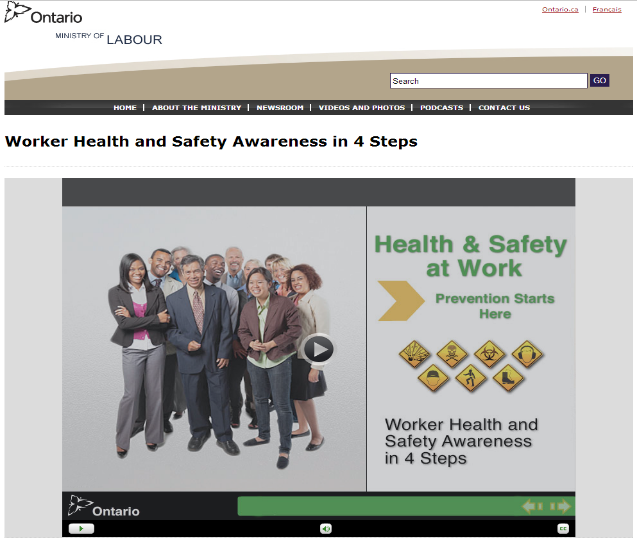 Ontario
Ontario.ca | Français
MINISTRY OF LABOUR
Search GO
HOME | ABOUT THE MINISTRY | NEWSROOM | VIDEOS AND PHOTOS | PODCASTS | CONTACT US
Worker Health and Safety Awareness in 4 Steps
Health & Safety
at Work
Prevention Starts
Here
Worker Health and
Safety Awareness
in 4 Steps
Ontario
CC